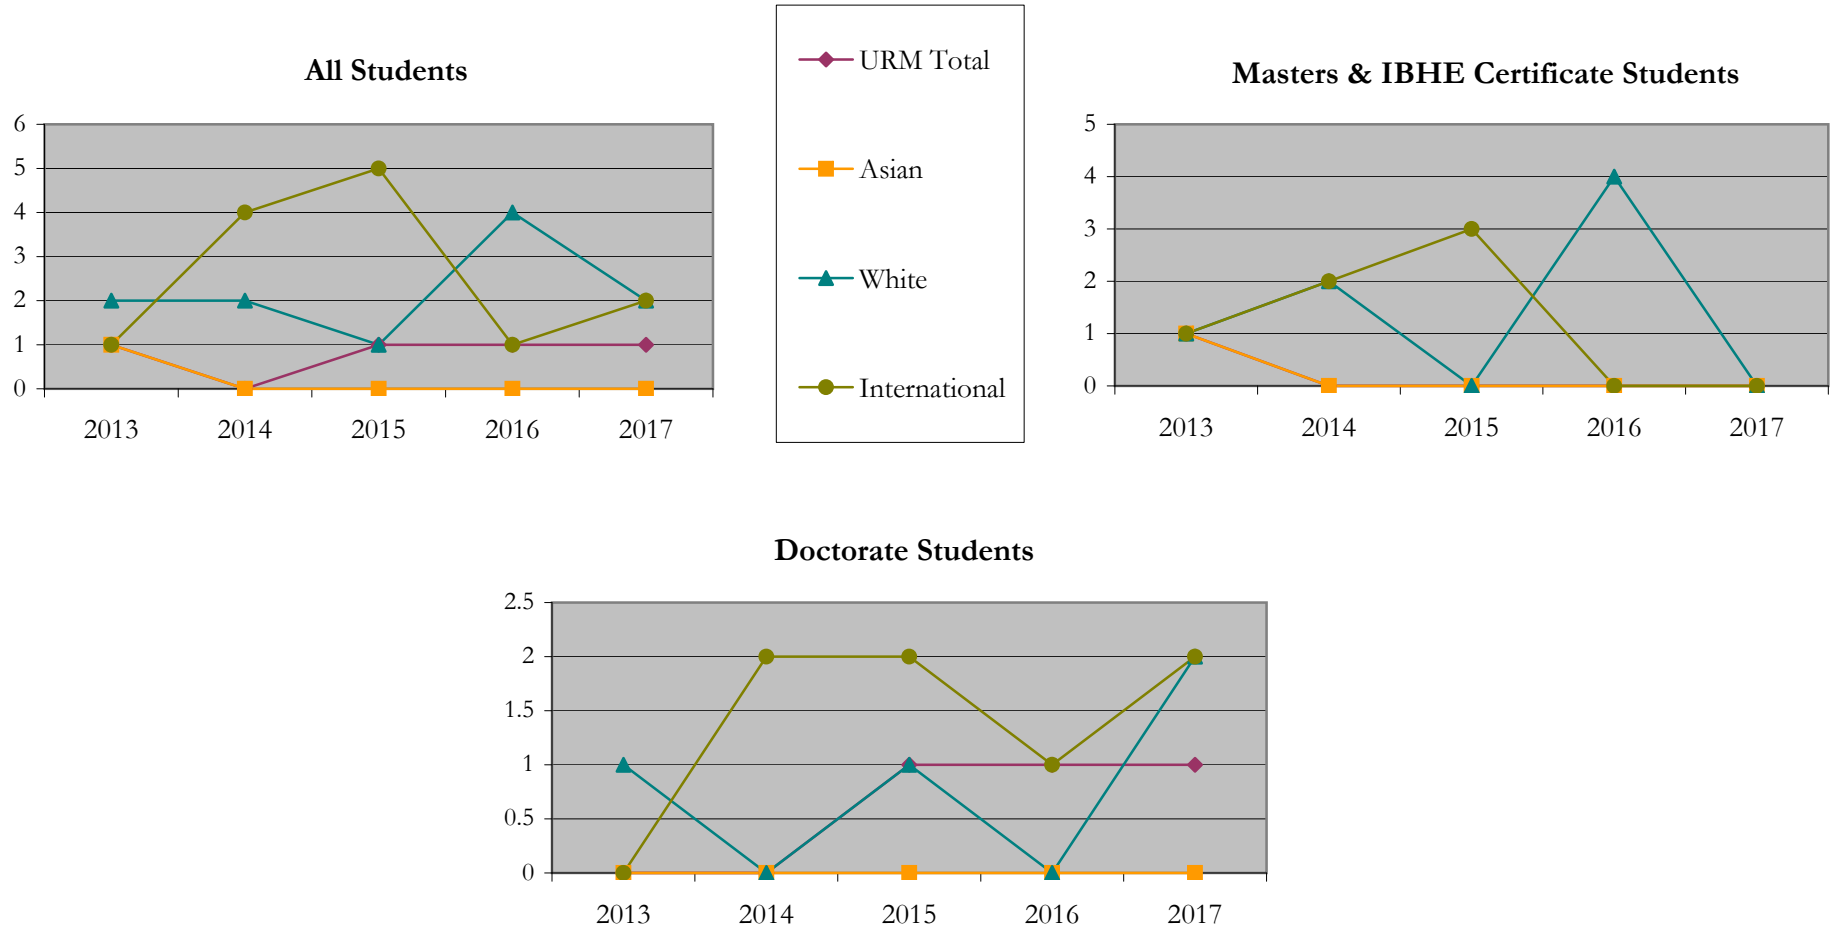 All Students
6
5
4
3
2
1
0
2013 2014 2015 2016 2017
URM Total
Asian
White
International
Masters & IBHE Certificate Students
5
4
3
2
1
0
2013 2014 2015 2016 2017
Doctorate Students
2.5
2
1.5
1
0.5
0
2013 2014 2015 2016 2017